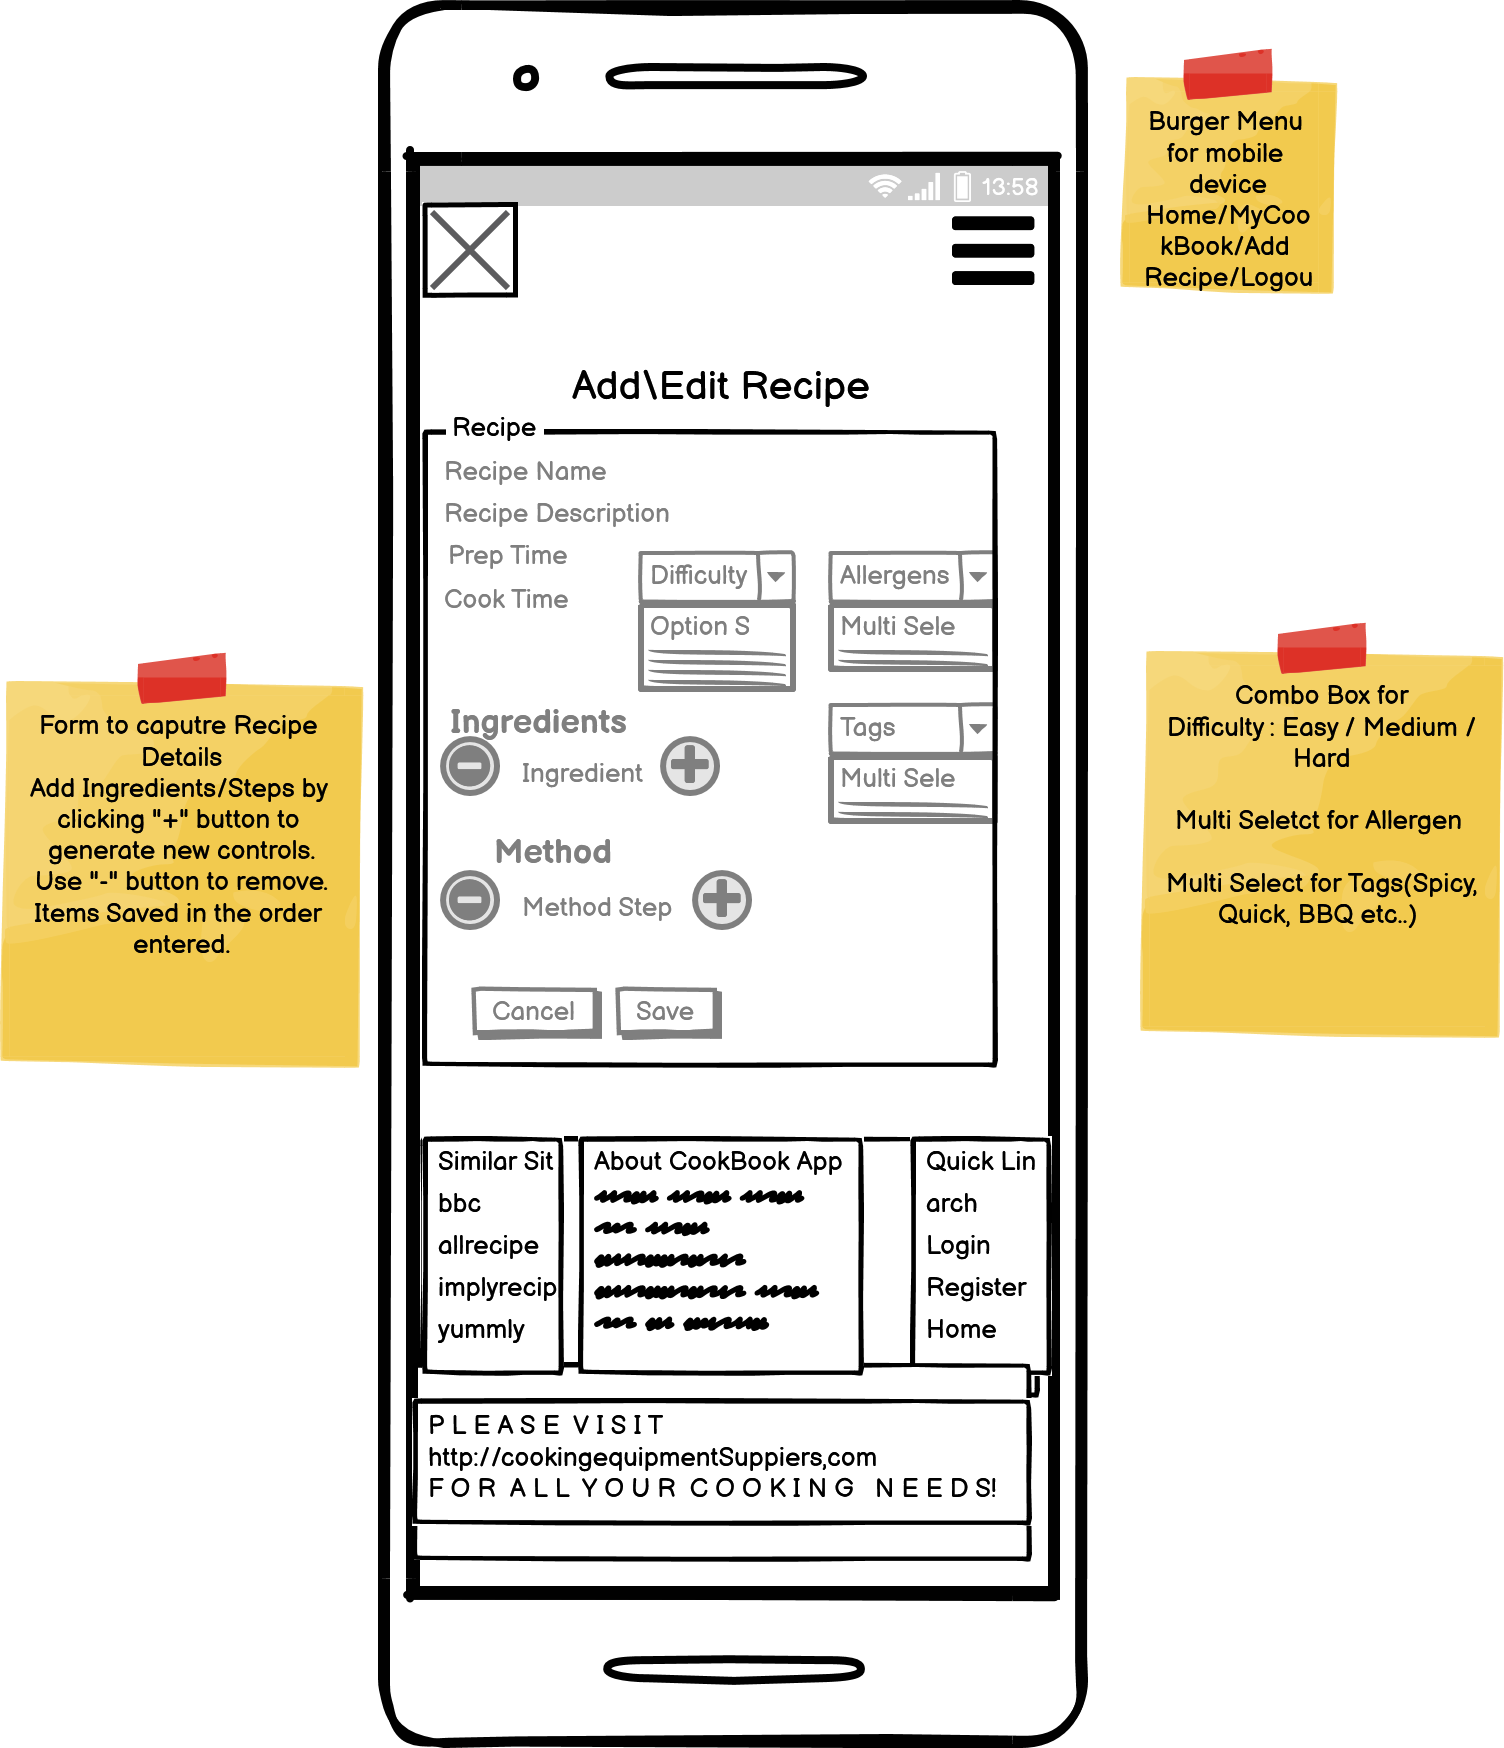 13:58
Burger Menu
for mobile
device
Home/MyCoo
kBook/Add
Recipe/Logou
Add\Edit Recipe
Recipe
Recipe Name
Recipe Description
Prep Time
Cook Time
Difficulty
Option S
Allergens
Multi Sele
Tags
Multi Sele
Ingredients
Ingredient
Method
Method Step
Cancel
Save
Form to caputre Recipe
Details
Add Ingredients/Steps by
clicking "+" button to
generate new controls.
Use "-" button to remove.
Items Saved in the order
entered.
Combo Box for
Difficulty : Easy / Medium /
Hard
Multi Seletct for Allergen
Multi Select for Tags(Spicy,
Quick, BBQ etc..)
Similar Sit
bbc
allrecipe
implyrecip
yummly
About CookBook App
Quick Lin
arch
Login
Register
Home
PLEASE VISIT
http://cookingequipmentSuppiers,com
FOR ALL YOUR COOKING NEEDS!